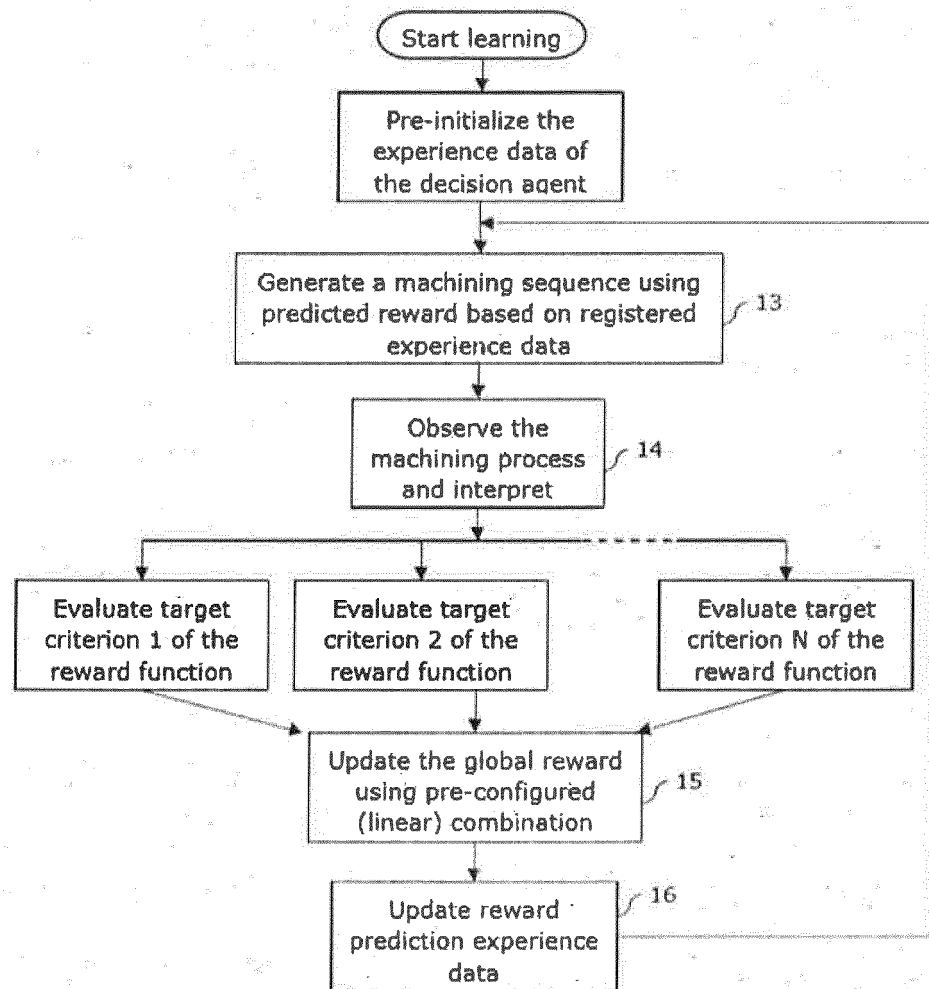 Start learning
Pre-initialize the
experience data of
the decision agent
Generate a machining sequence using
predicted reward based on registered
experience data
13
Observe the
machining process
and interpret
14
Evaluate target
criterion 1 of the
reward function
Evaluate target
criterion 2 of the
reward function
Evaluate target
criterion N of the
reward function
Update the global reward
using pre-configured
(linear) combination
15
Update reward
prediction experience
data
16